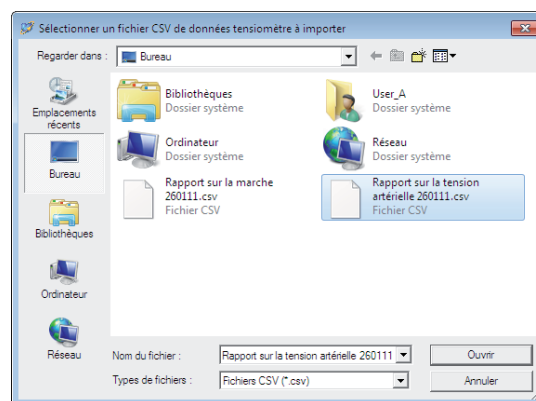 Sélectionner un fichier CSV de données tensiomètre à importer
Regarder dans :
Bureau
Emplacements
récents
Bureau
Bibliothèques
Ordinateur
Réseau
Bibliothèques
Dossier système
User_A
Dossier système
Ordinateur
Dossier système
Réseau
Dossier système
Rapport sur la marche
260111.csv
Fichier CSV
Rapport sur la tension
artérielle 260111.csv
Fichier CSV
Nom du fichier :
Rapport sur la tension artérielle 260111
Ouvrir
Types de fichiers :
Fichiers CSV (*.csv)
Annuler